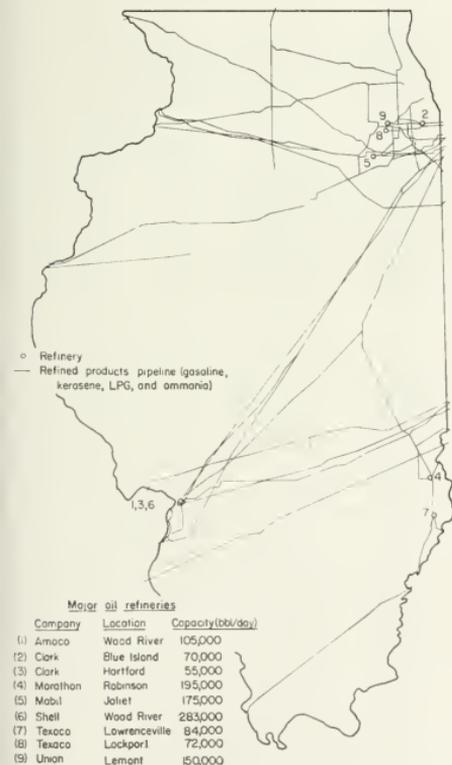 9
2
8
5
Refinery
Refined products pipeline (gasoline,
kerosene, LPG, and ammonia)
1,3,6
4
7
Major oil refineries
Company Location Capacity(bbl/day)
(1) Amoco Wood River 105,000
(2) Clark Blue Island 70,000
(3) Clark Hartford 55,000
(4) Marathon Robinson 195,000
(5) Mobil Joliet 175,000
(6) Shell Wood River 283,000
(7) Texaco Lawrenceville 84,000
(8) Texaco Lockport 72,000
(9) Union Lemont 150,000